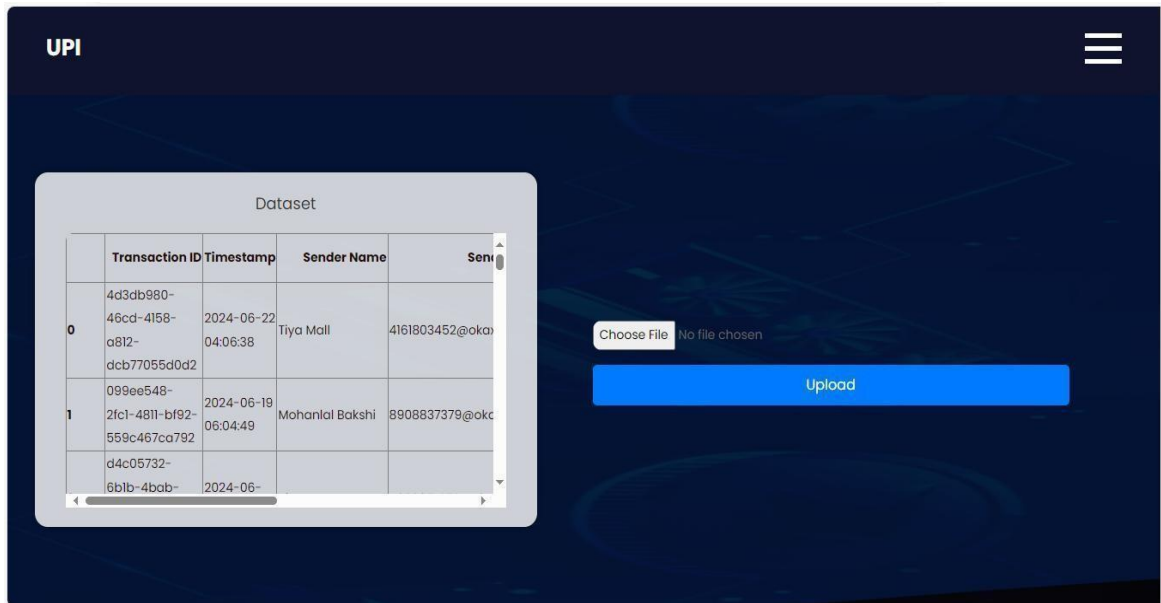 UPI
Dataset
Transaction ID Timestamp Sender Name
0 4d3db980-46cd-4158-a812-dcb77055d0d2 2024-06-22 04:06:38 Tiya Mall 4161803452@oka
1 099ee548-2fc1-4811-bf92-559c467ca792 2024-06-19 06:04:49 Mohanlal Bakshi 8908837379@ok
d4c05732-6b1b-4bab- 2024-06-
Choose File No file chosen
Upload